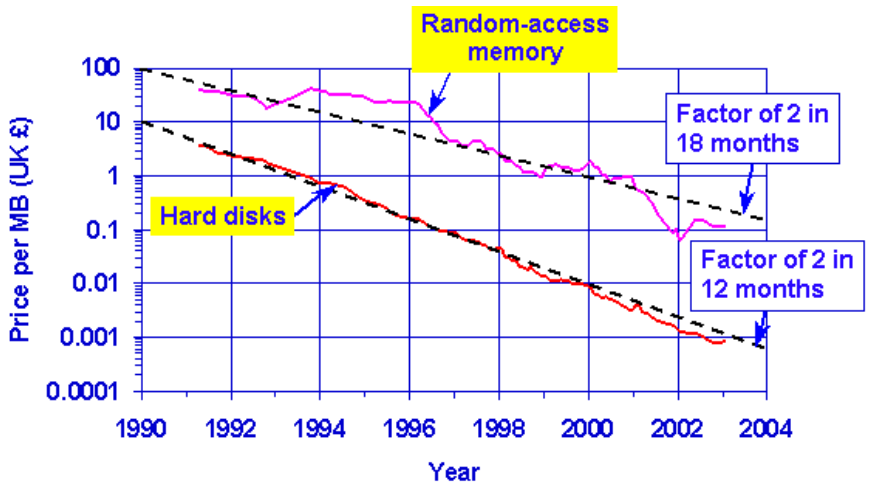 Random-access
memory
100
10
1
0.1
0.01
0.001
0.0001
Price per MB (UK £)
Factor of 2 in
18 months
Hard disks
Factor of 2 in
12 months
1990 1992 1994 1996 1998 2000 2002 2004
Year